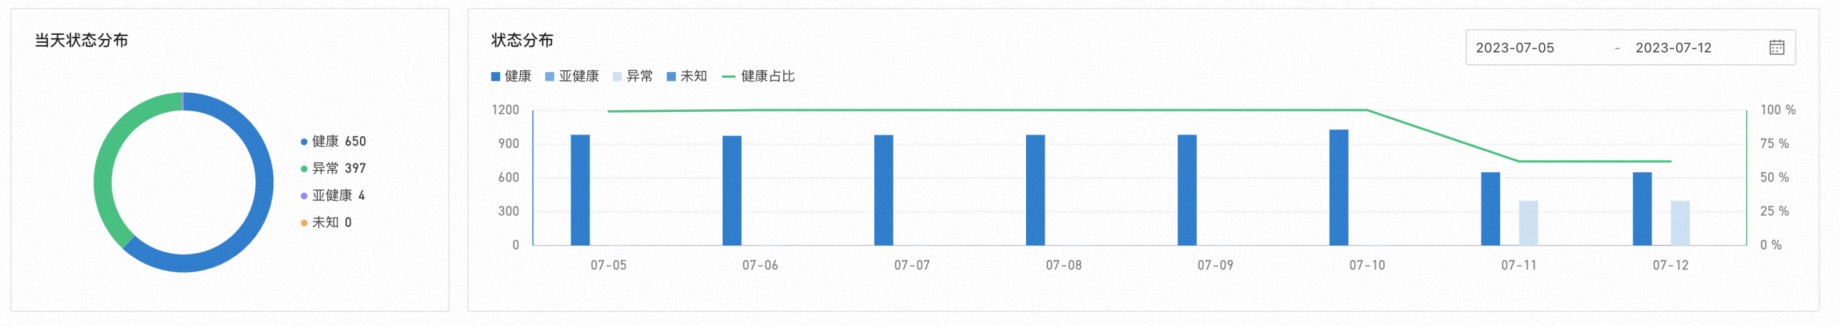 当天状态分布
健康 650
异常 397
亚健康 4
未知 0
状态分布
2023-07-05 - 2023-07-12
健康 亚健康 异常 未知 健康占比
1200 100 %
900 75 %
600 50 %
300 25 %
0 0 %
07-05 07-06 07-07 07-08 07-09 07-10 07-11 07-12